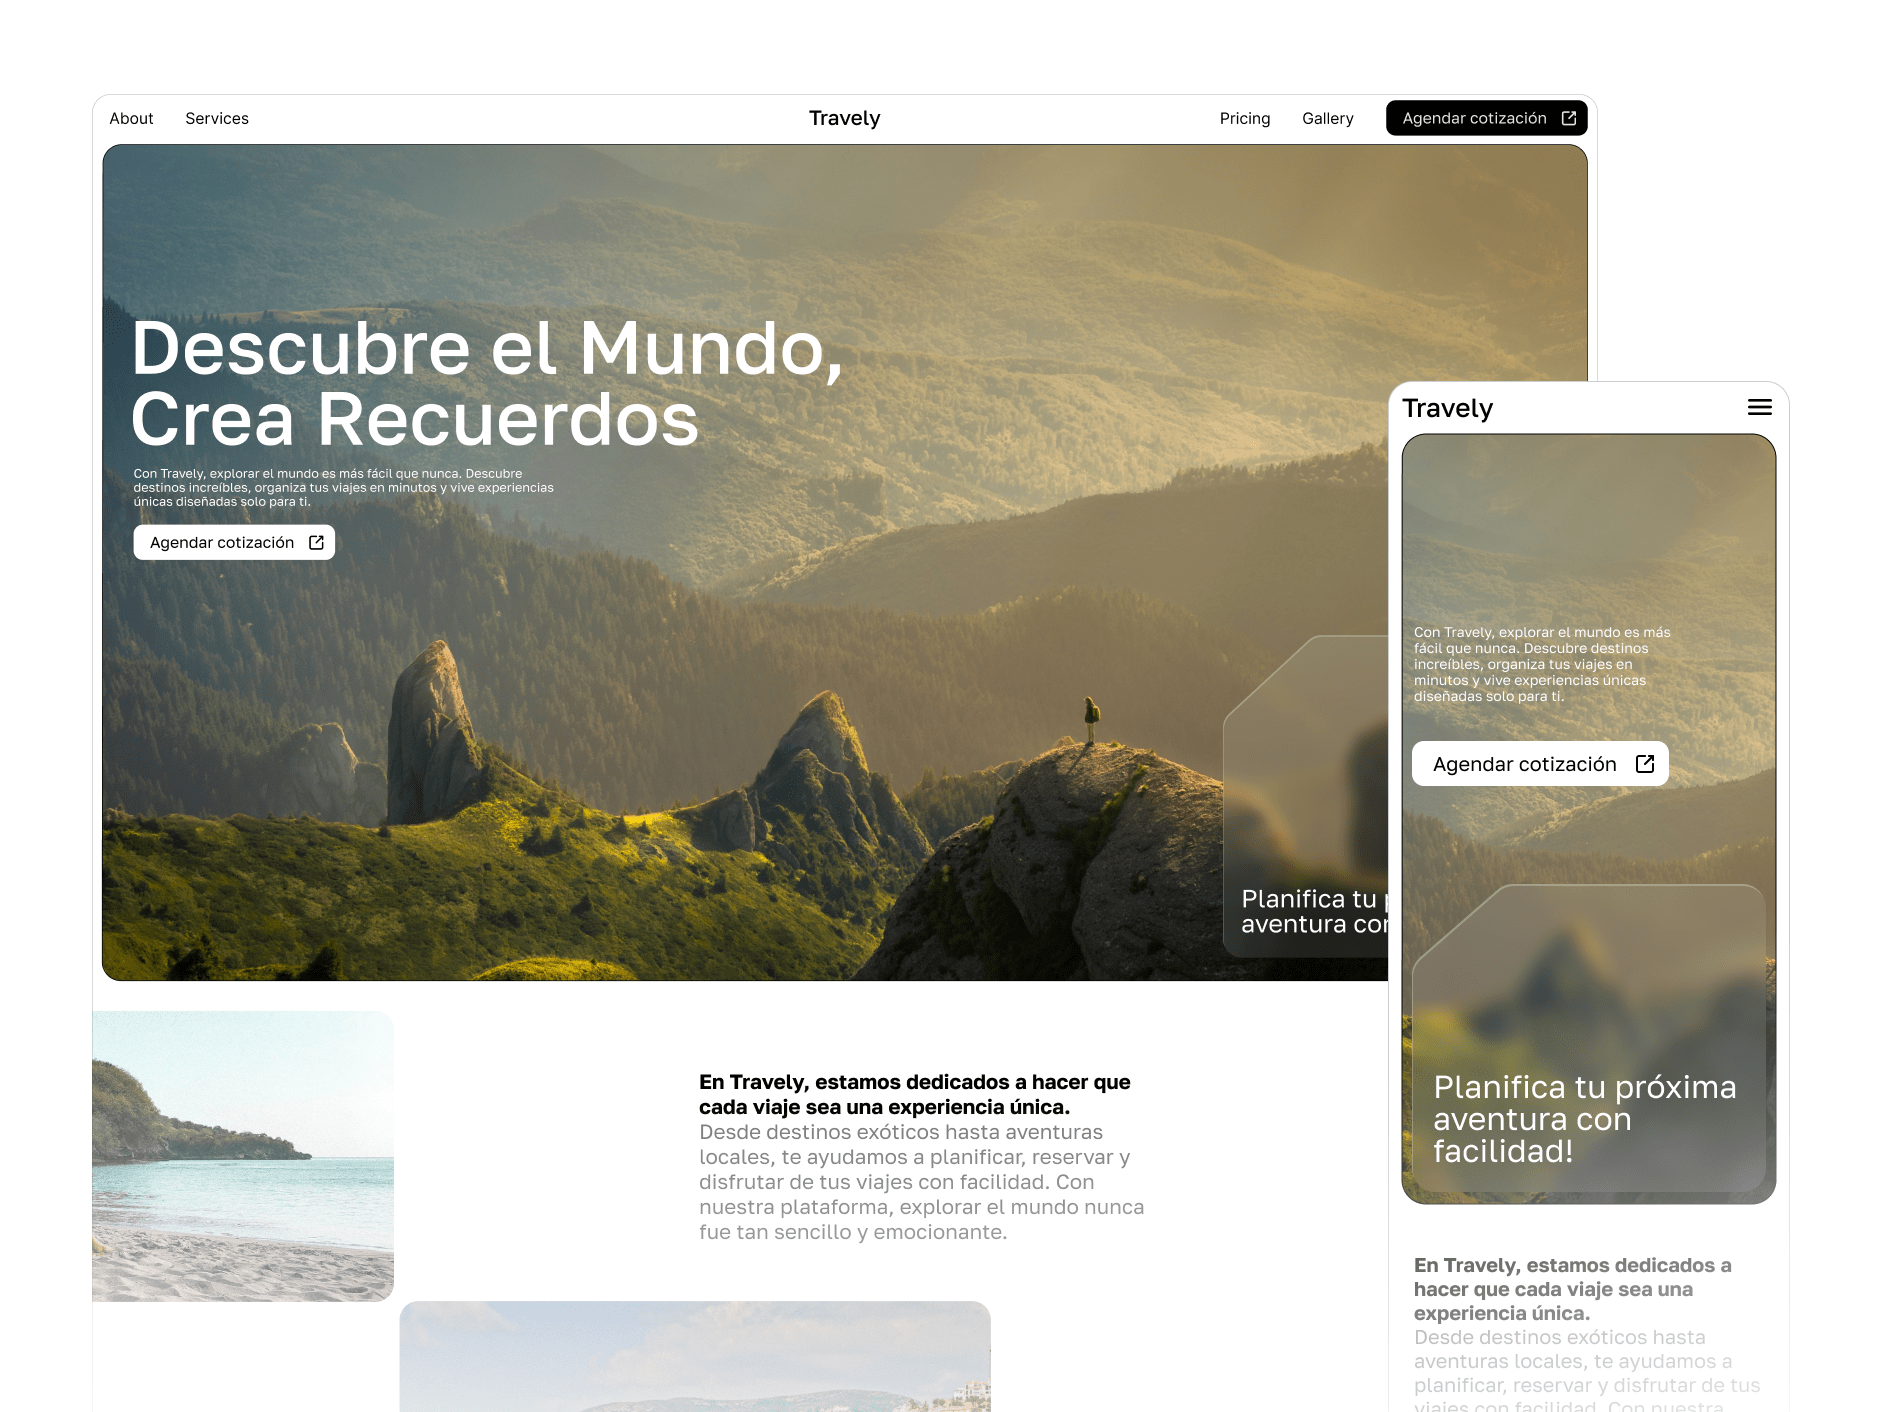 About
Services
Travely
Pricing
Gallery
Agendar cotización
Descubre el Mundo,
Crea Recuerdos
Con Travely, explorar el mundo es más fácil que nunca. Descubre
destinos increíbles, organiza tus viajes en minutos y vive experiencias
únicas diseñadas solo para ti.
Agendar cotización
Planifica tu
aventura con
En Travely, estamos dedicados a hacer que
cada viaje sea una experiencia única.
Desde destinos exóticos hasta aventuras
locales, te ayudamos a planificar, reservar y
disfrutar de tus viajes con facilidad. Con
nuestra plataforma, explorar el mundo nunca
fue tan sencillo y emocionante.
Travely
Con Travely, explorar el mundo es más
fácil que nunca. Descubre destinos
increíbles, organiza tus viajes en
minutos y vive experiencias únicas
diseñadas solo para ti.
Agendar cotización
Planifica tu próxima
aventura con
facilidad!
En Travely, estamos dedicados a
hacer que cada viaje sea una
experiencia única.
Desde destinos exóticos hasta
aventuras locales, te ayudamos a
planificar, reservar y disfrutar de tus
viajes con facilidad. Con nuestra